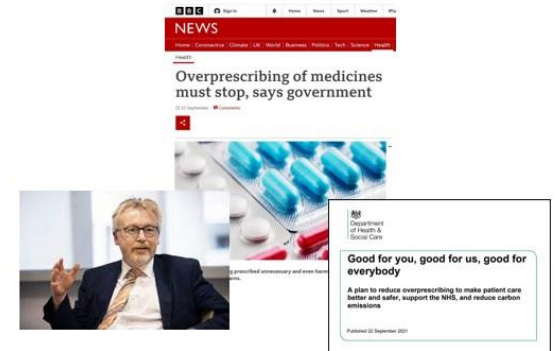 BBC Sign in Home News Sport Weather iPla
NEWS
Home Coronavirus Climate UK World Business Politics Tech Science Health
Health
Overprescribing of medicines
must stop, says government
22 September Comments
g prescribed unnecessary and even harm
Department
of Health &
Social Care
Good for you, good for us, good for
everybody
A plan to reduce overprescribing to make patient care
better and safer, support the NHS, and reduce carbon
emissions
Published 22 September 2021